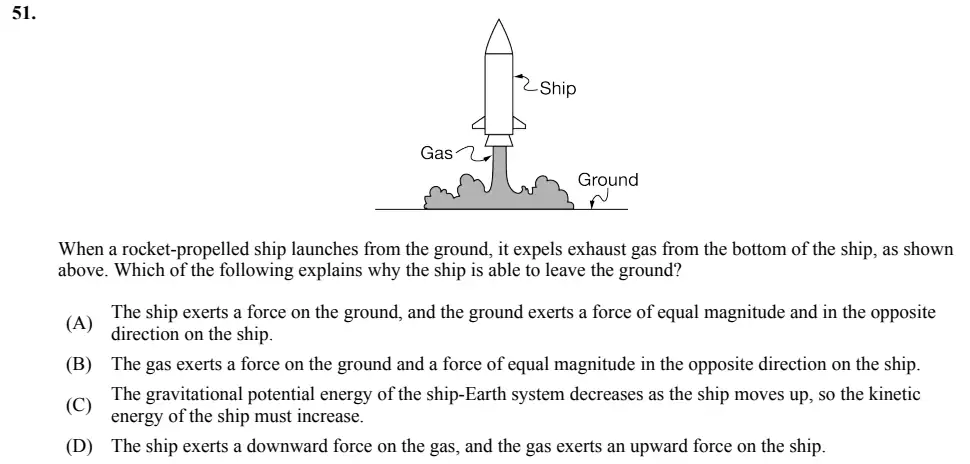 51.
Ship
Gas
Ground
When a rocket-propelled ship launches from the ground, it expels exhaust gas from the bottom of the ship, as shown
above. Which of the following explains why the ship is able to leave the ground?
(A) The ship exerts a force on the ground, and the ground exerts a force of equal magnitude and in the opposite
direction on the ship.
(B) The gas exerts a force on the ground and a force of equal magnitude in the opposite direction on the ship.
(C) The gravitational potential energy of the ship-Earth system decreases as the ship moves up, so the kinetic
energy of the ship must increase.
(D) The ship exerts a downward force on the gas, and the gas exerts an upward force on the ship.